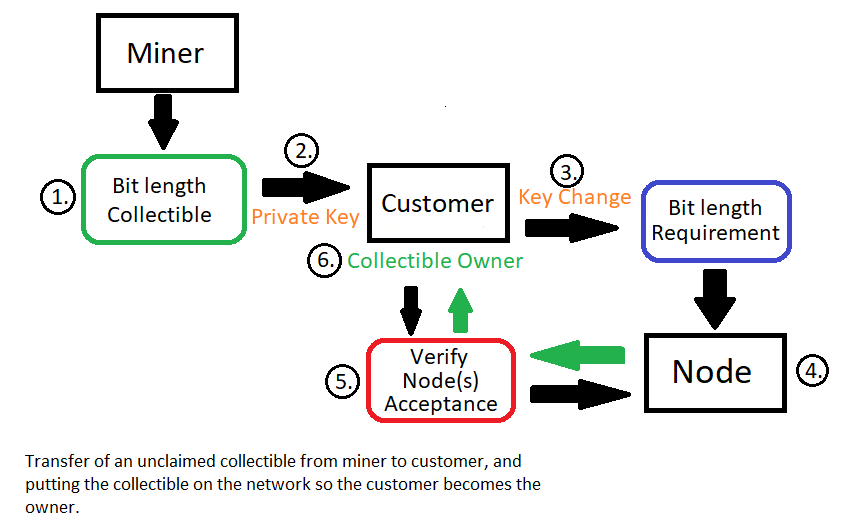 Miner
1.
Bit length
Collectible
2.
Private Key
Customer
3.
Key Change
Bit length
Requirement
Node
4.
5.
Verify
Node(s)
Acceptance
6.
Collectible Owner
Transfer of an unclaimed collectible from miner to customer, and
putting the collectible on the network so the customer becomes the
owner.